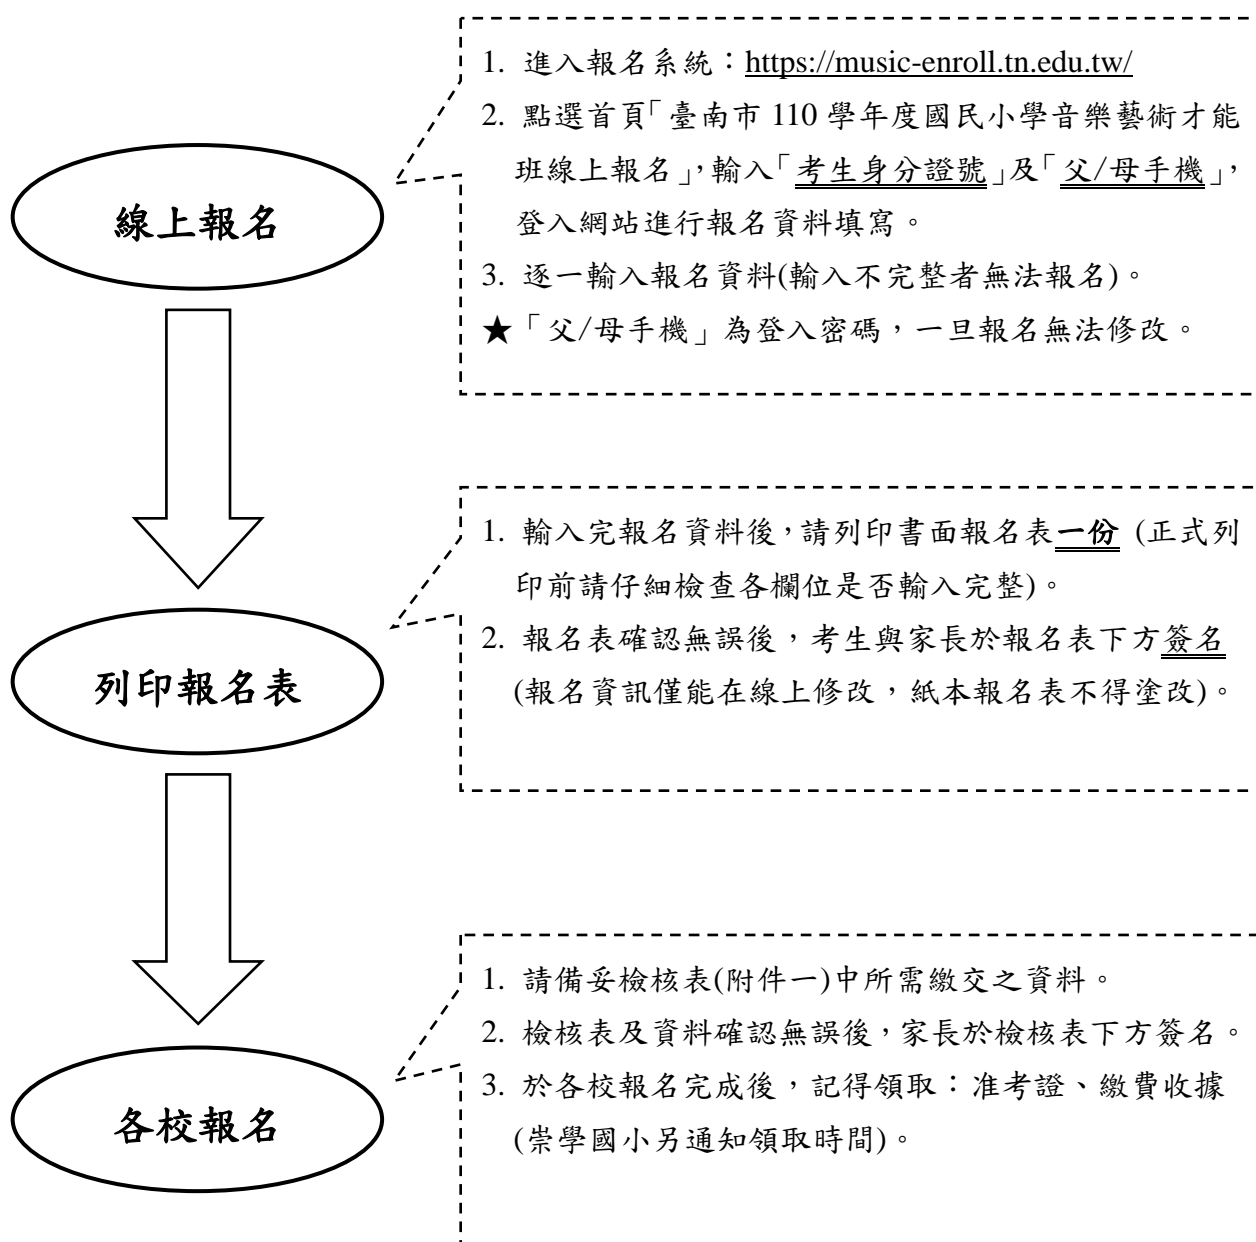 1. 進入報名系統：https://music-enroll.tn.edu.tw/
2. 點選首頁「臺南市 110 學年度國民小學音樂藝術才能
班線上報名」，輸入「考生身分證號」及「父/母手機」，
登入網站進行報名資料填寫。
3. 逐一輸入報名資料(輸入不完整者無法報名)。
★「父/母手機」為登入密碼，一旦報名無法修改。
線上報名
1. 輸入完報名資料後，請列印書面報名表一份 (正式列
印前請仔細檢查各欄位是否輸入完整)。
2. 報名表確認無誤後，考生與家長於報名表下方簽名
(報名資訊僅能在線上修改，紙本報名表不得塗改)。
列印報名表
1. 請備妥檢核表(附件一)中所需繳交之資料。
2. 檢核表及資料確認無誤後，家長於檢核表下方簽名。
3. 於各校報名完成後，記得領取：准考證、繳費收據
(崇學國小另通知領取時間)。
各校報名